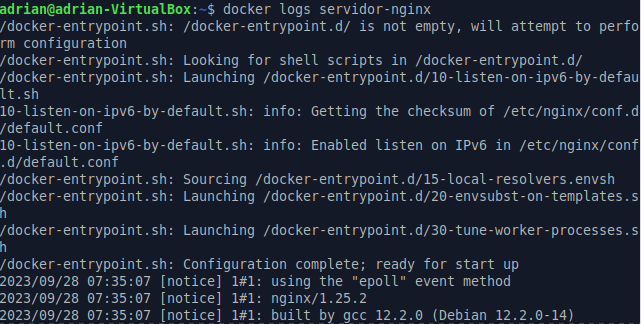 adrian@adrian-VirtualBox:~$ docker logs servidor-nginx
/docker-entrypoint.sh: /docker-entrypoint.d/ is not empty, will attempt to perfo
rm configuration
/docker-entrypoint.sh: Looking for shell scripts in /docker-entrypoint.d/
/docker-entrypoint.sh: Launching /docker-entrypoint.d/10-listen-on-ipv6-by-defau
lt.sh
10-listen-on-ipv6-by-default.sh: info: Getting the checksum of /etc/nginx/conf.d
/default.conf
10-listen-on-ipv6-by-default.sh: info: Enabled listen on IPv6 in /etc/nginx/conf
.d/default.conf
/docker-entrypoint.sh: Sourcing /docker-entrypoint.d/15-local-resolvers.envsh
/docker-entrypoint.sh: Launching /docker-entrypoint.d/20-envsubst-on-templates.s
h
/docker-entrypoint.sh: Launching /docker-entrypoint.d/30-tune-worker-processes.s
h
/docker-entrypoint.sh: Configuration complete; ready for start up
2023/09/28 07:35:07 [notice] 1#1: using the "epoll" event method
2023/09/28 07:35:07 [notice] 1#1: nginx/1.25.2
2023/09/28 07:35:07 [notice] 1#1: built by gcc 12.2.0 (Debian 12.2.0-14)